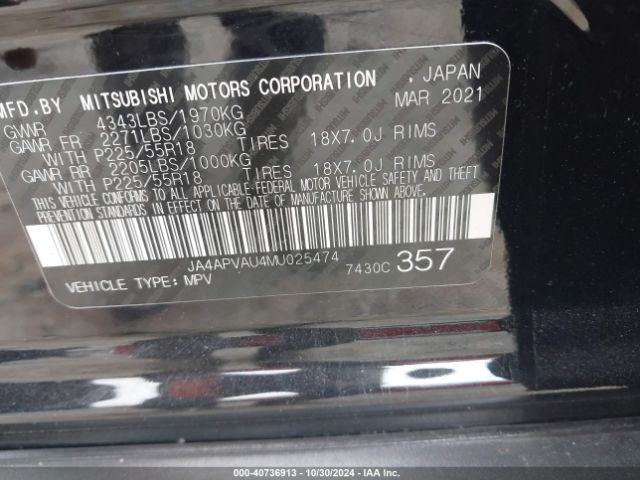 MFD.BY MITSUBISHI MOTORS CORPORATION . JAPAN
GWWR 4343LBS/1970KG MAR 2021
GAWR FR 2271LBS/1030KG
WITH P225/55R18 TIRES 18X7.0J RIMS
GAWR RR 2205LBS/1000KG
WITH P225/55R18 TIRES 18X7.0J RIMS
THIS VEHICLE CONFORMS TO ALL APPLICABLE FEDERAL MOTOR VEHICLE SAFETY AND THEFT
PREVENTION STANDARDS IN EFFECT ON THE DATE OF MANUFACTURE SHOWN ABOVE.
JA4APVAU4MU025474 7430C 357
VEHICLE TYPE: MPV
000-40736913 - 10/30/2024 - IAA Inc.